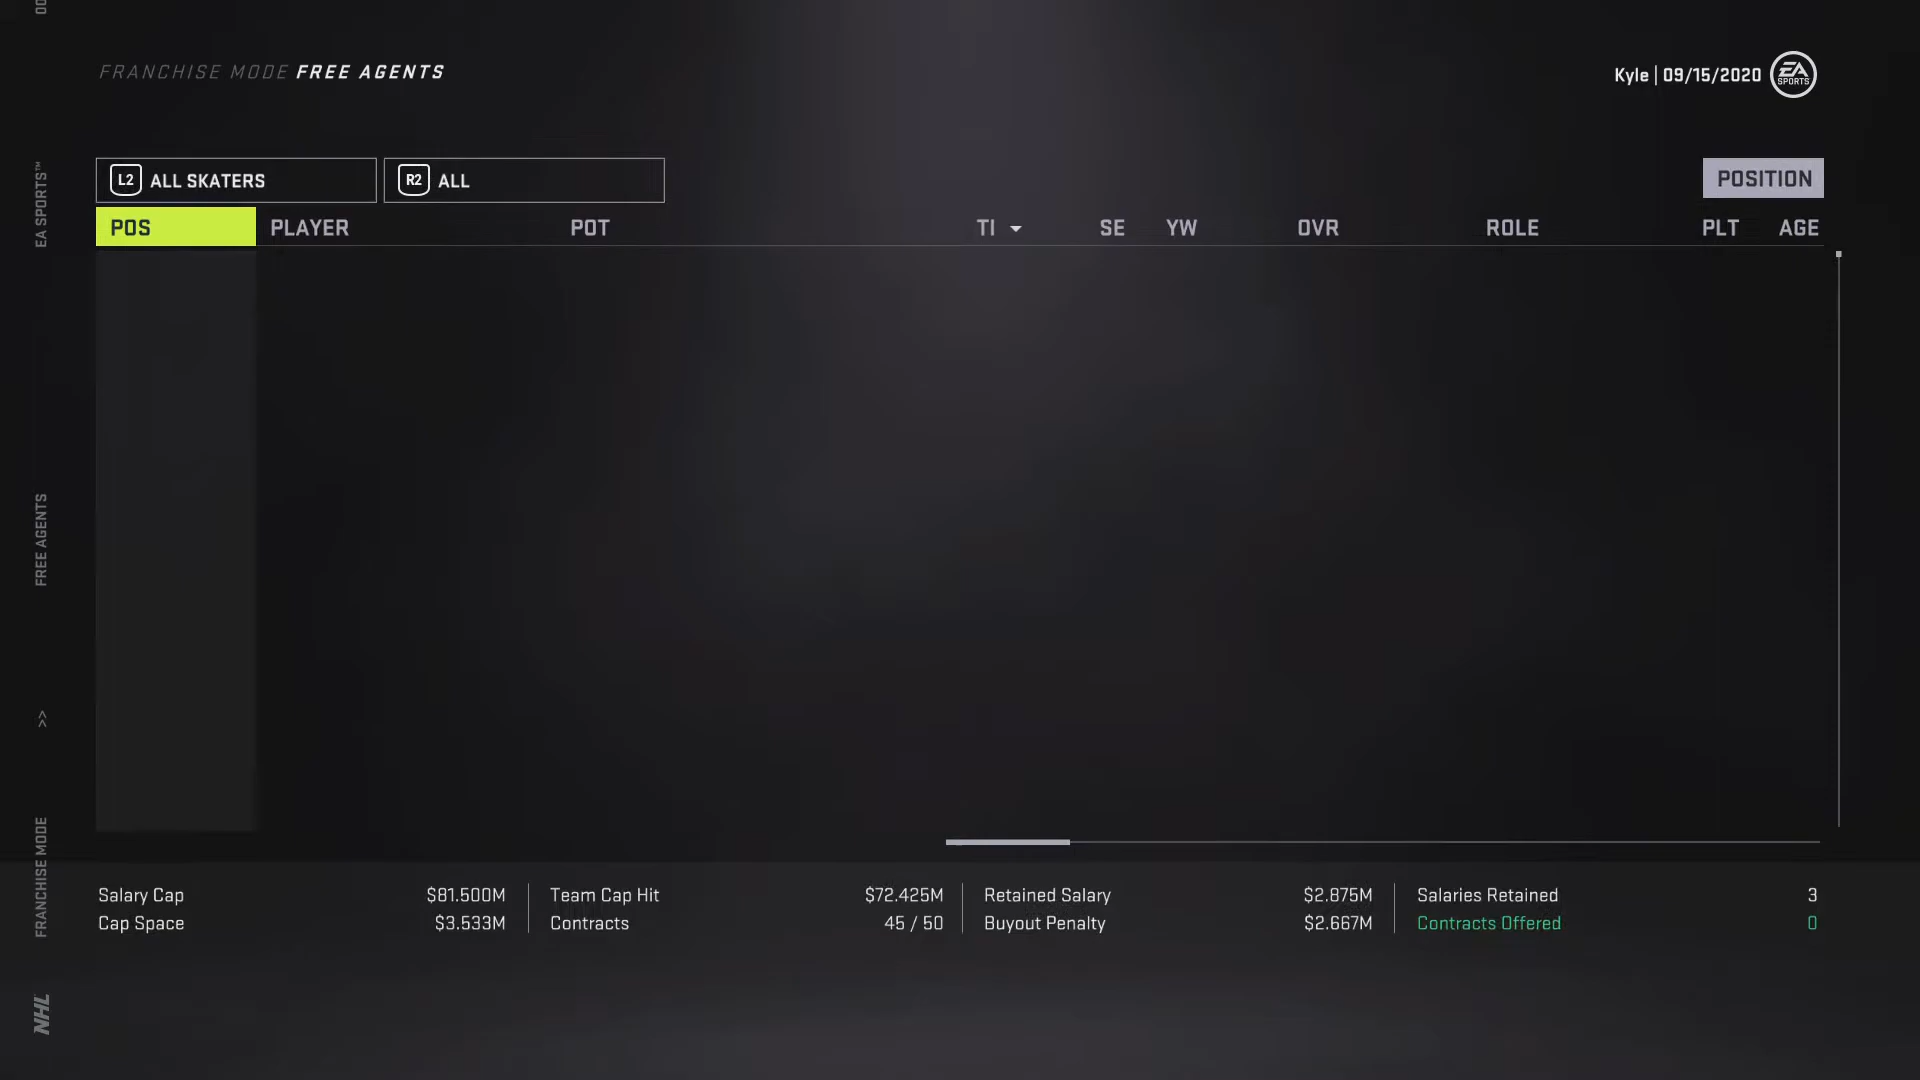 FRANCHISE MODE FREE AGENTS
Kyle | 09/15/2020
EA SPORTS
L2 ALL SKATERS
R2 ALL
POSITION
POS PLAYER POT TI SE YW OVR ROLE PLT AGE
Salary Cap $81.500M
Team Cap Hit $72.425M
Retained Salary $2.875M
Salaries Retained 3
Cap Space $3.533M
Contracts 45 / 50
Buyout Penalty $2.667M
Contracts Offered 0
NHL
FRANCHISE MODE
>>
FREE AGENTS
EA SPORTS™